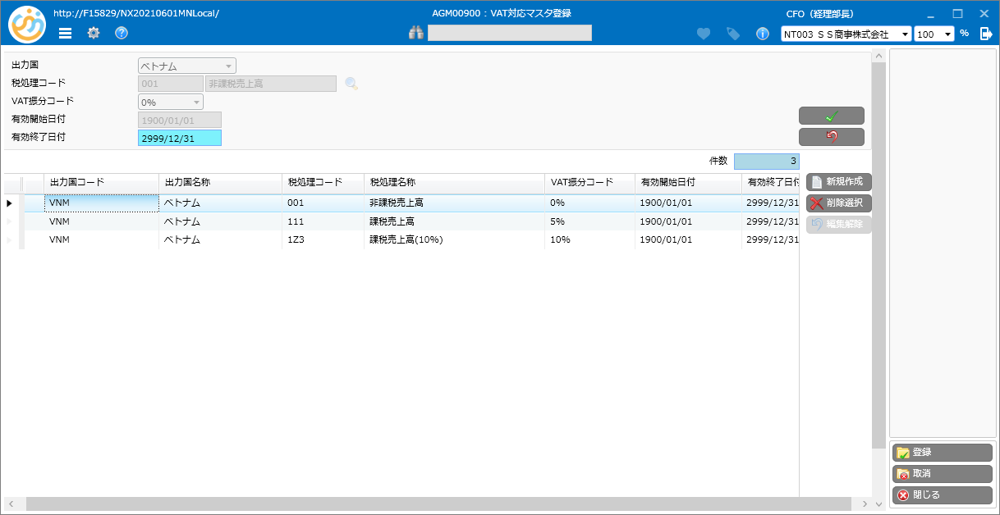 http://F15829/NX20210601MNLocal/ AGM00900：VAT対応マスタ登録 CFO（経理部長）
NT003 ＳＳ商事株式会社 100 %
出力国 ベトナム
税処理コード 001 非課税売上高
VAT振分コード 0%
有効開始日付 1900/01/01
有効終了日付 2999/12/31
件数 3
出力国コード 出力国名称 税処理コード 税処理名称 VAT振分コード 有効開始日付 有効終了日付
VNM ベトナム 001 非課税売上高 0% 1900/01/01 2999/12/31
VNM ベトナム 111 課税売上高 5% 1900/01/01 2999/12/31
VNM ベトナム 1Z3 課税売上高(10%) 10% 1900/01/01 2999/12/31
新規作成
削除選択
編集解除
登録
取消
閉じる